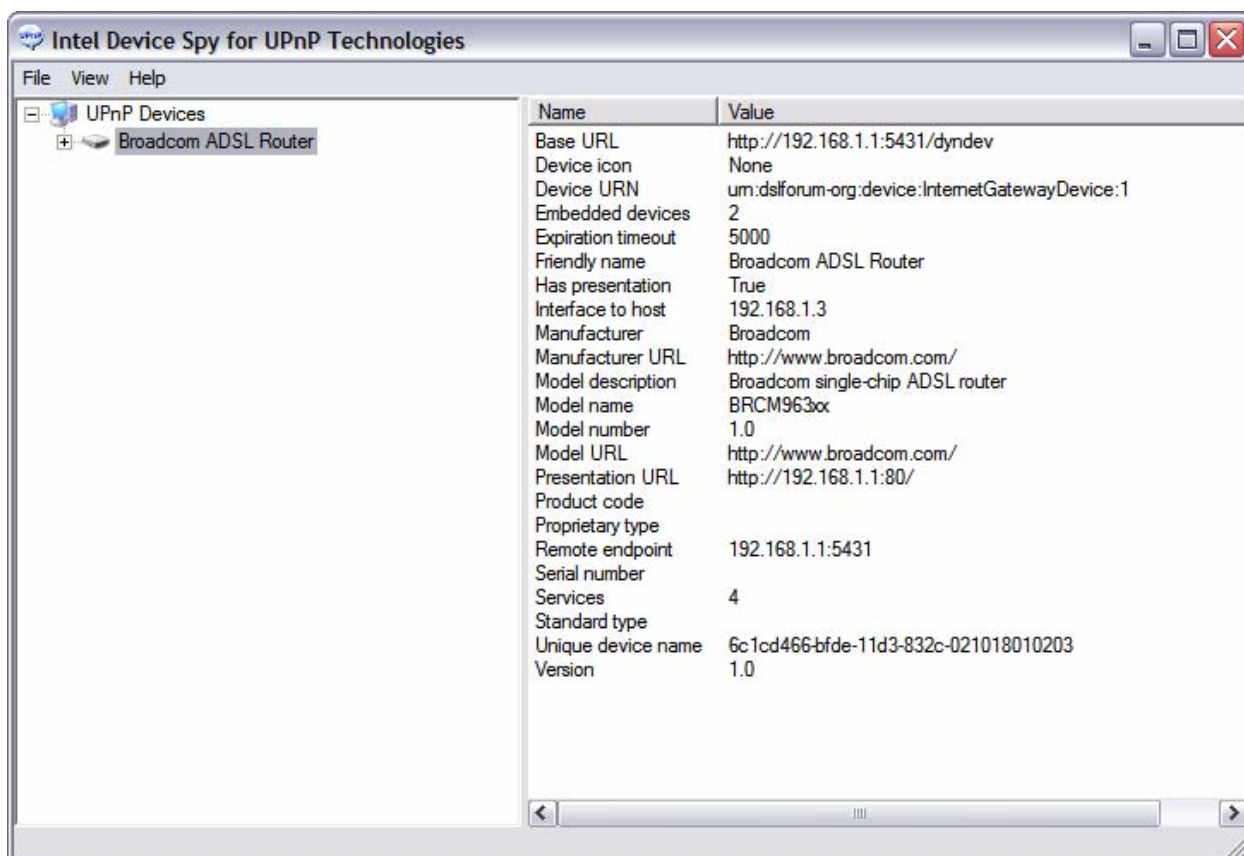 Intel Device Spy for UPnP Technologies
File View Help
UPnP Devices
Broadcom ADSL Router
Name Value
Base URL http://192.168.1.1:5431/dyndev
Device icon None
Device URN urn:dslforum-org:device:InternetGatewayDevice:1
Embedded devices 2
Expiration timeout 5000
Friendly name Broadcom ADSL Router
Has presentation True
Interface to host 192.168.1.3
Manufacturer Broadcom
Manufacturer URL http://www.broadcom.com/
Model description Broadcom single-chip ADSL router
Model name BRCM963xx
Model number 1.0
Model URL http://www.broadcom.com/
Presentation URL http://192.168.1.1:80/
Product code
Proprietary type
Remote endpoint 192.168.1.1:5431
Serial number
Services 4
Standard type
Unique device name 6c1cd466-bfde-11d3-832c-021018010203
Version 1.0